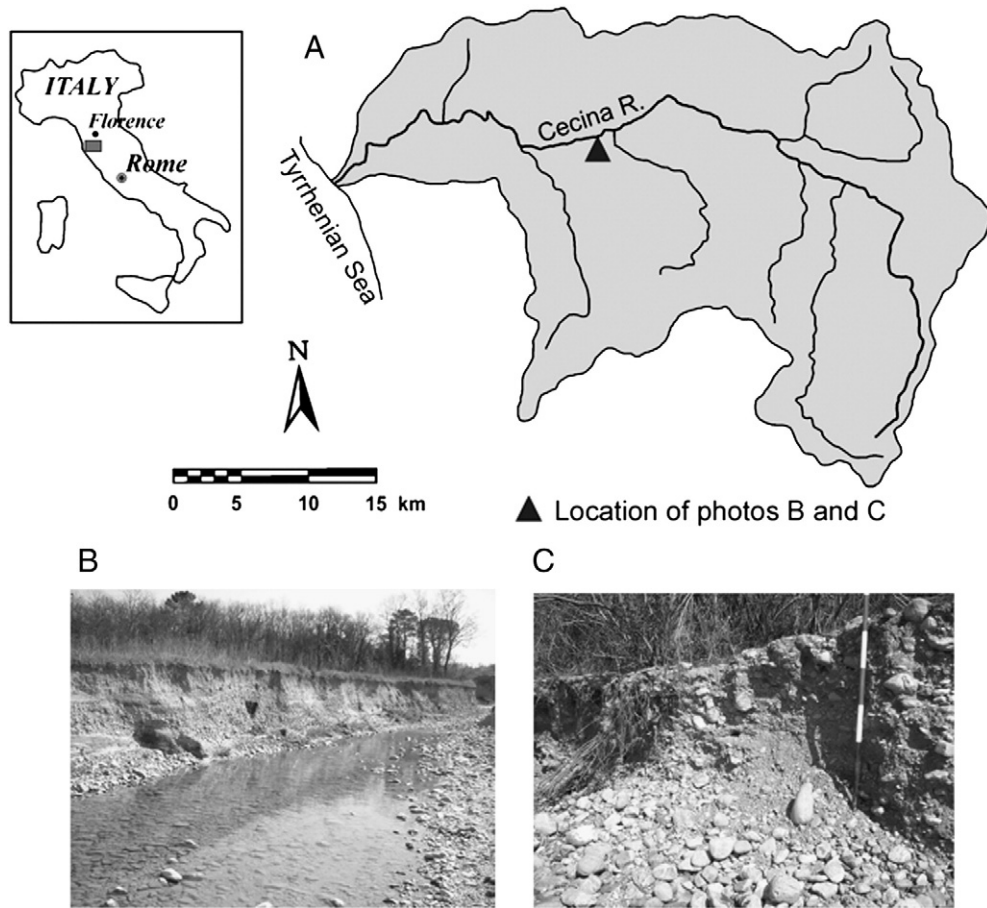 A
ITALY
Florence
Rome
Cecina R.
Tyrrhenian Sea
N
0 5 10 15 km
Location of photos B and C
B
C